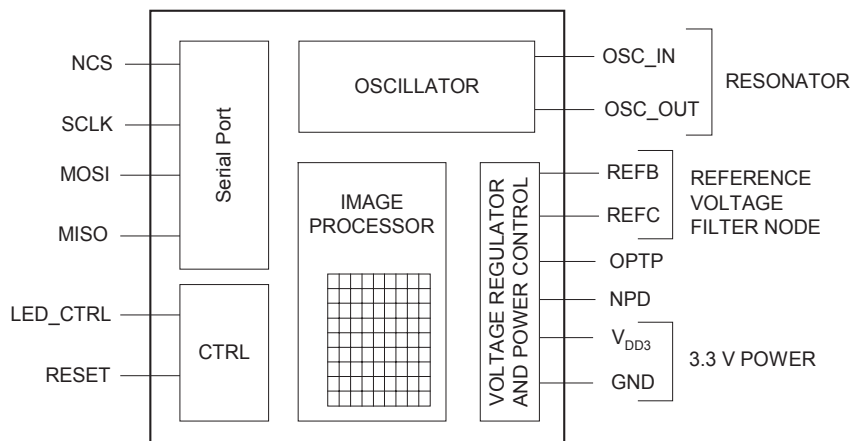 NCS
SCLK
MOSI
MISO
LED_CTRL
RESET
Serial Port
CTRL
OSCILLATOR
IMAGE
PROCESSOR
VOLTAGE REGULATOR
AND POWER CONTROL
OSC_IN
OSC_OUT
RESONATOR
REFB
REFC
REFERENCE
VOLTAGE
FILTER NODE
OPTP
NPD
VDD3
GND
3.3 V POWER